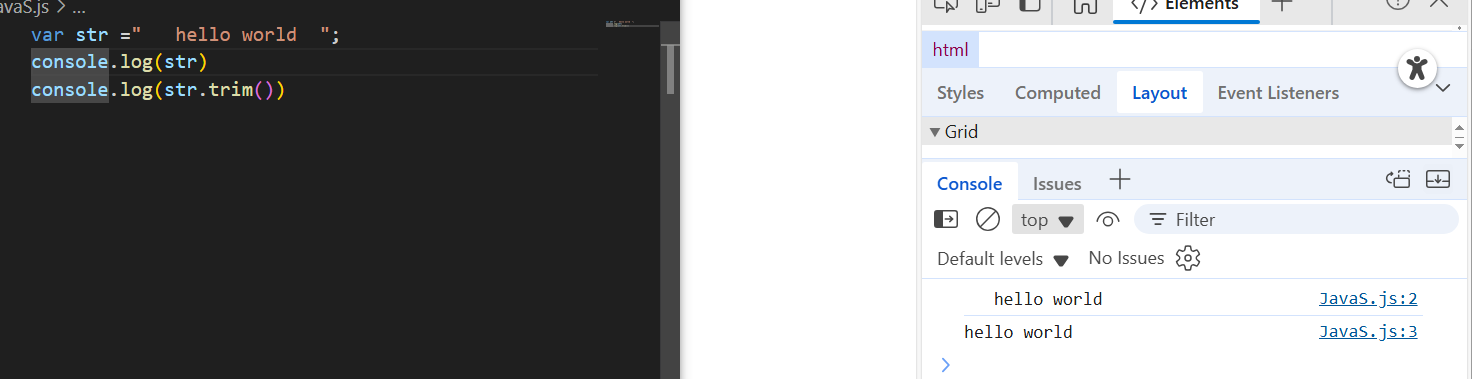 avaS.js > ...
var str ="   hello world  ";
console.log(str)
console.log(str.trim())
</> Elements
html
Styles Computed Layout Event Listeners
Grid
Console Issues
top Filter
Default levels No Issues
   hello world JavaS.js:2
hello world JavaS.js:3